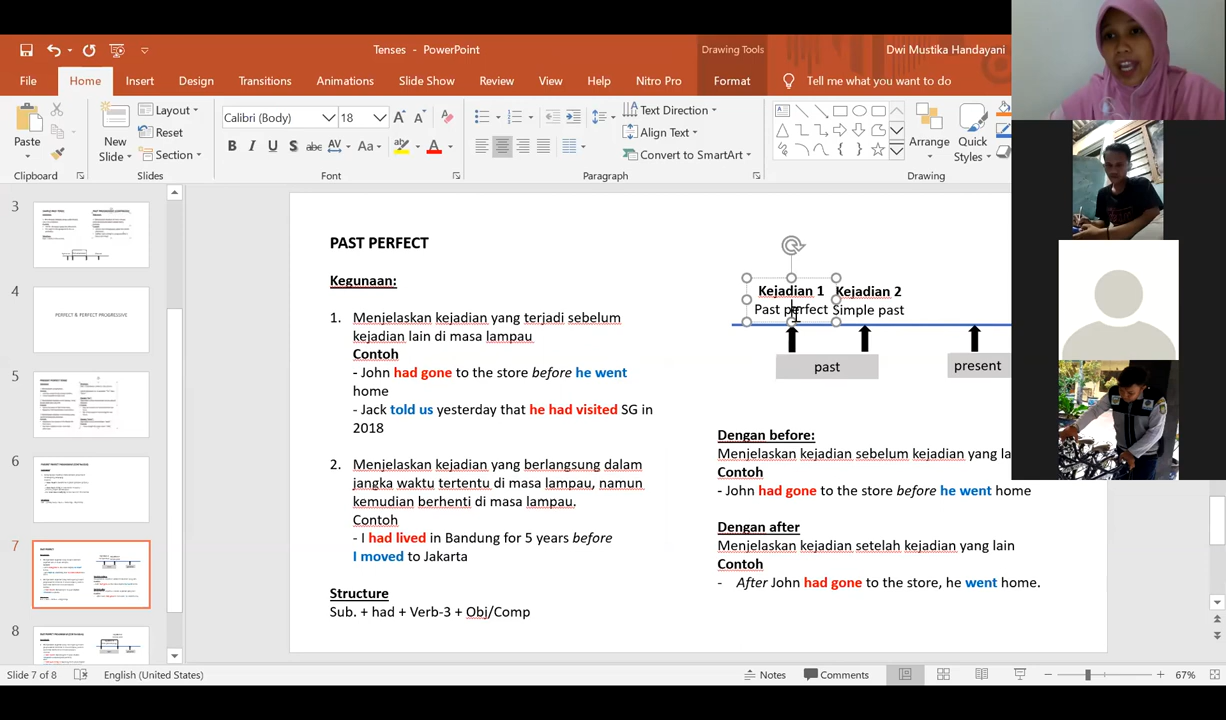 Tenses - PowerPoint
Drawing Tools
Dwi Mustika Handayani
File
Home
Insert
Design
Transitions
Animations
Slide Show
Review
View
Help
Nitro Pro
Format
Tell me what you want to do
Paste
New
Slide
Layout
Reset
Section
Calibri (Body)
18
B I U S abc AV Aa A
Text Direction
Align Text
Convert to SmartArt
Arrange
Quick
Styles
Clipboard
Slides
Font
Paragraph
Drawing
3
4
PERFECT & PERFECT PROGRESSIVE
5
6
7
8
PAST PERFECT
Kegunaan:
1. Menjelaskan kejadian yang terjadi sebelum
kejadian lain di masa lampau
Contoh
- John had gone to the store before he went
home
- Jack told us yesterday that he had visited SG in
2018
2. Menjelaskan kejadian yang berlangsung dalam
jangka waktu tertentu di masa lampau, namun
kemudian berhenti di masa lampau.
Contoh
- I had lived in Bandung for 5 years before
I moved to Jakarta
Structure
Sub. + had + Verb-3 + Obj/Comp
Kejadian 1
Past perfect
Kejadian 2
Simple past
past
present
Dengan before:
Menjelaskan kejadian sebelum kejadian yang la
Contoh
- John had gone to the store before he went home
Dengan after
Menjelaskan kejadian setelah kejadian yang lain
Contoh
- After John had gone to the store, he went home.
Slide 7 of 8
English (United States)
Notes
Comments
67%